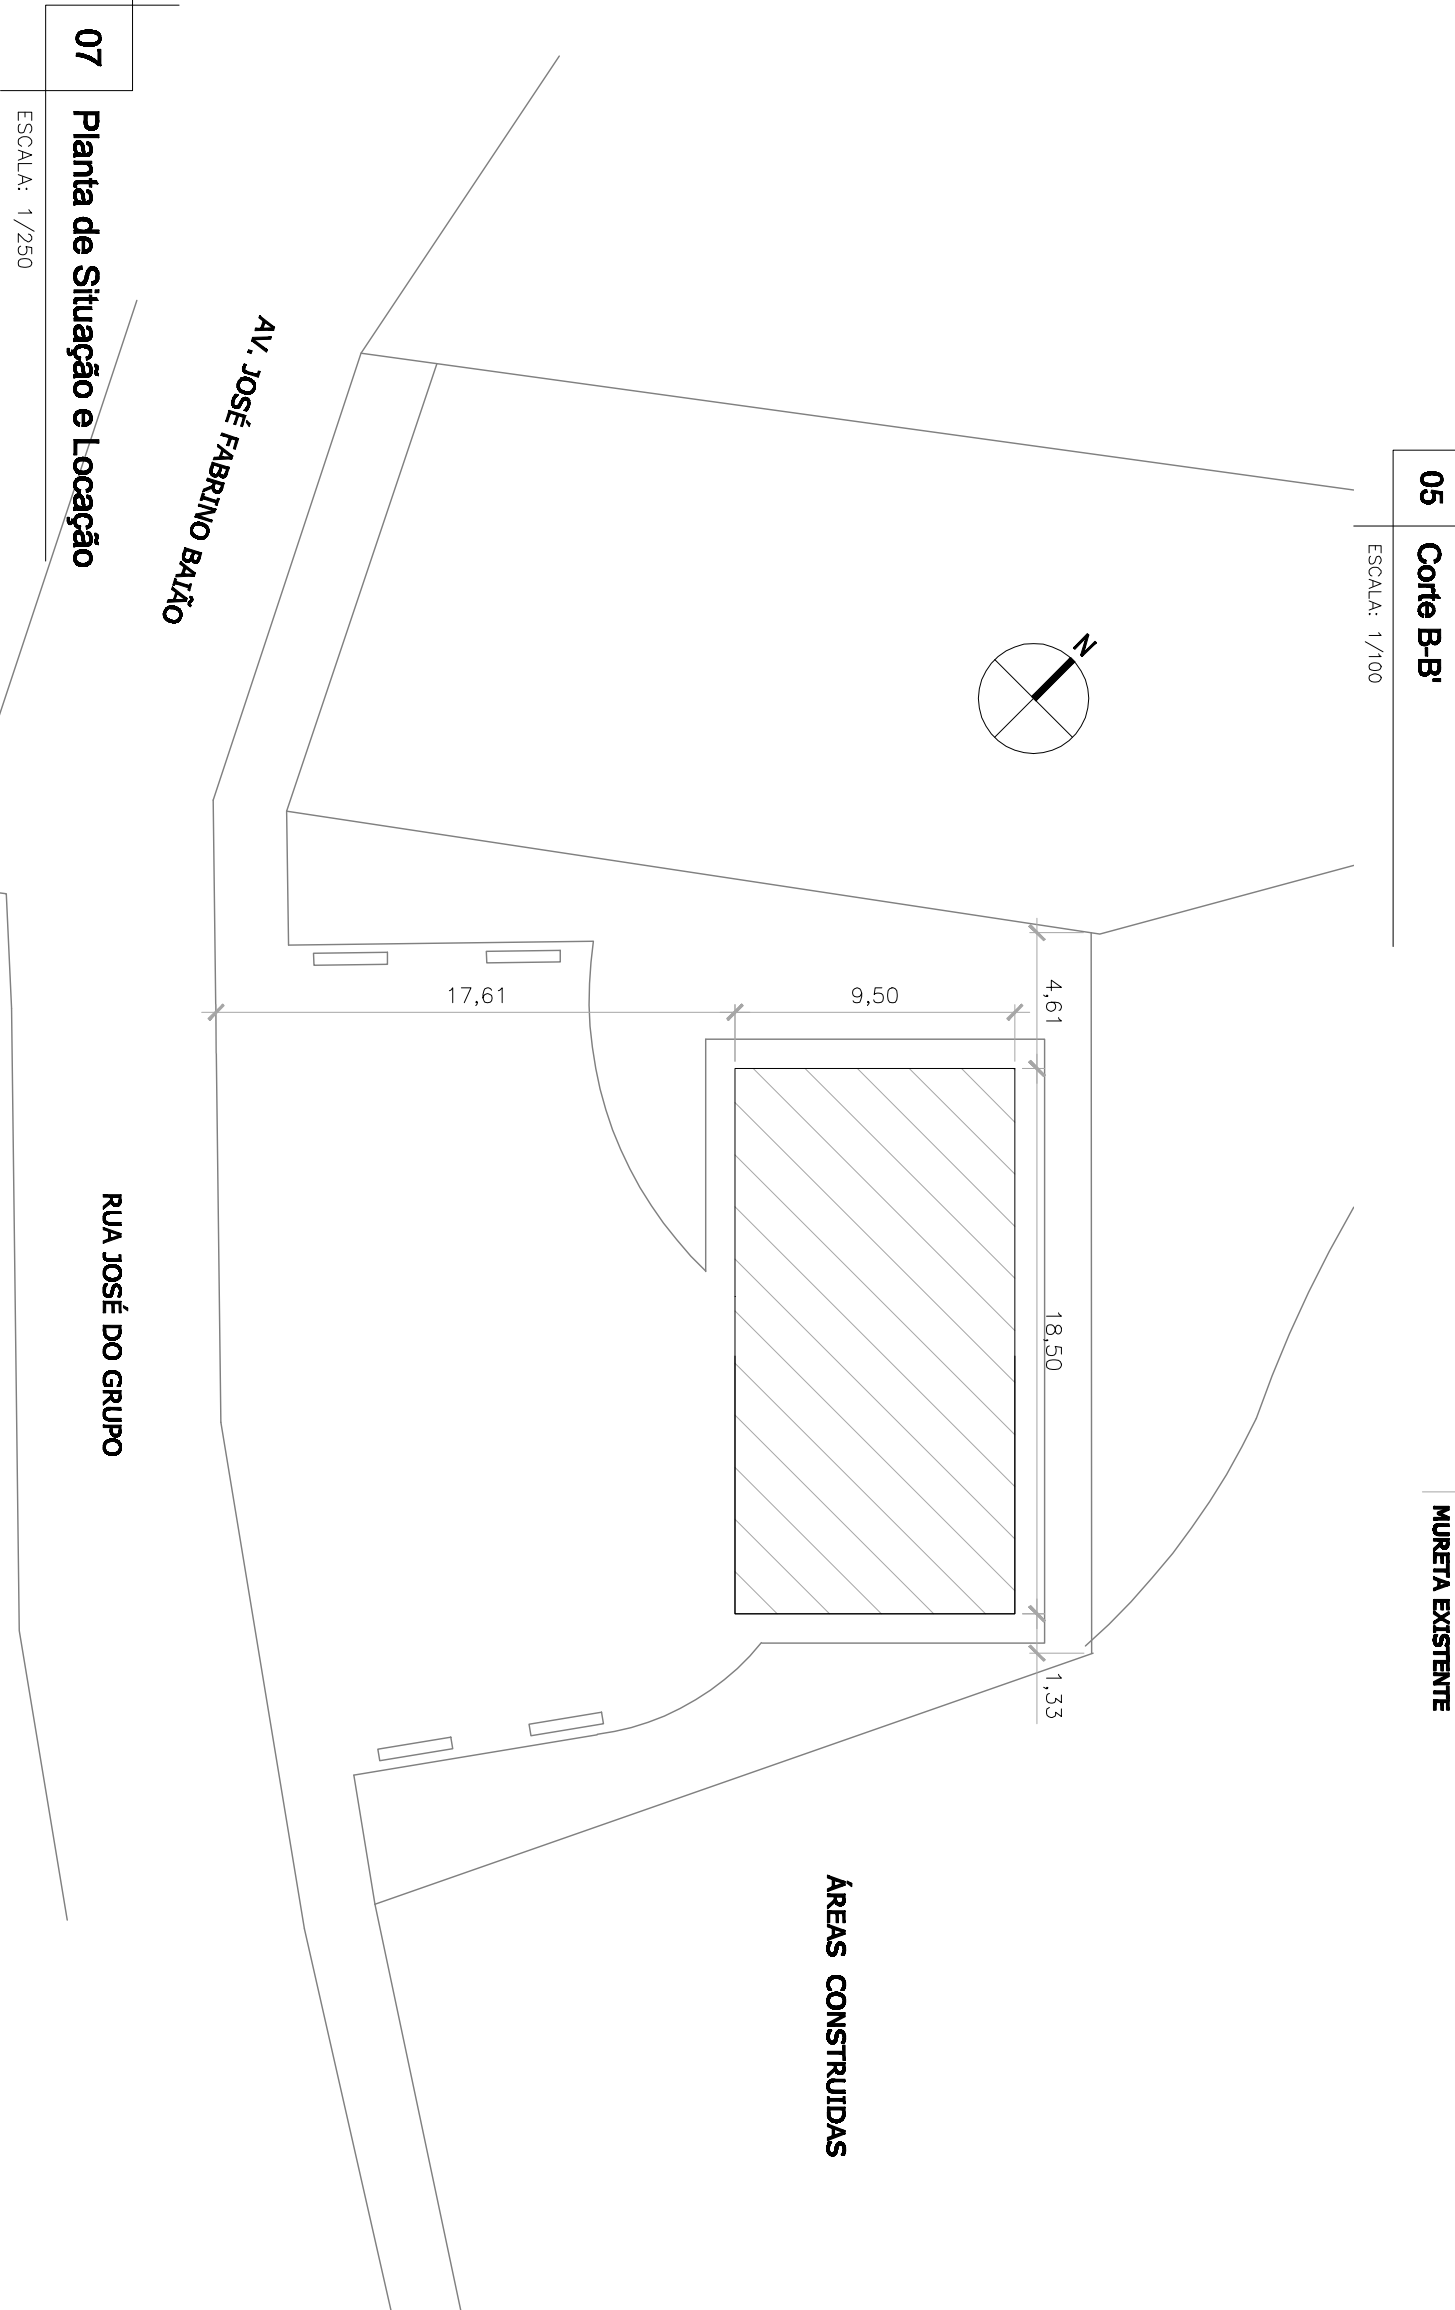 05 Corte B-B'
ESCALA: 1/100
MURETA EXISTENTE
N
4,61
18,50
1,33
9,50
17,61
ÁREAS CONSTRUIDAS
AV. JOSÉ FABRINO BAIÃO
RUA JOSÉ DO GRUPO
07 Planta de Situação e Locação
ESCALA: 1/250